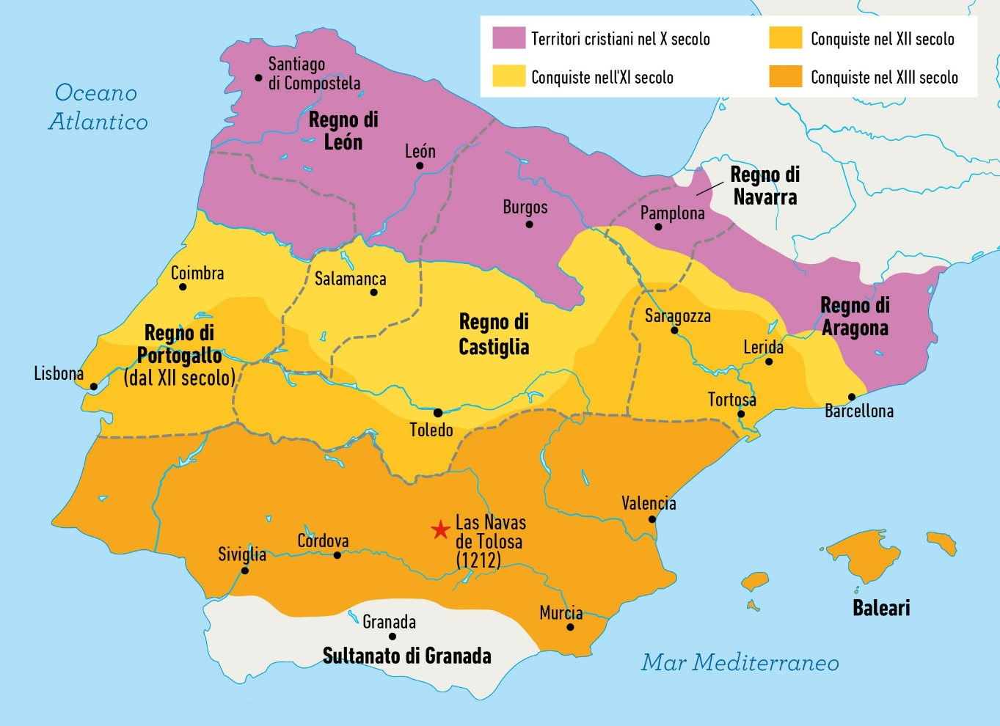 Territori cristiani nel X secolo
Conquiste nel XII secolo
Conquiste nell'XI secolo
Conquiste nel XIII secolo
Oceano
Atlantico
Santiago
di Compostela
Regno di
León
León
Burgos
Regno di
Navarra
Pamplona
Coimbra
Salamanca
Regno di
Castiglia
Saragozza
Regno di
Aragona
Lerida
Regno di
Portogallo
(dal XII secolo)
Lisbona
Toledo
Tortosa
Barcellona
Valencia
Las Navas
de Tolosa
(1212)
Cordova
Siviglia
Murcia
Baleari
Granada
Sultanato di Granada
Mar Mediterraneo